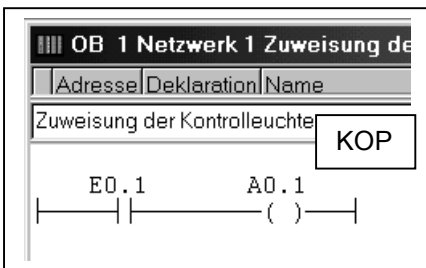 OB 1 Netzwerk 1 Zuweisung de
Adresse Deklaration Name
Zuweisung der Kontrolleuchte
KOP
E0.1 A0.1
( )